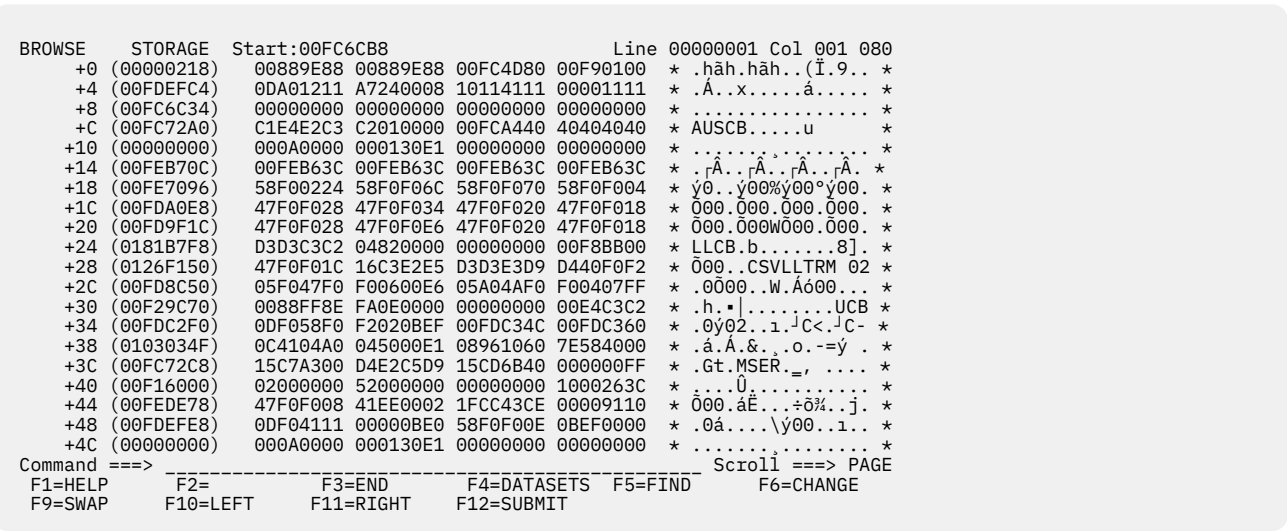 BROWSE    STORAGE  Start:00FC6CB8                    Line 00000001 Col 001 080
+0 (00000218)   00889E88 00889E88 00FC4D80 00F90100  * .hãh.hãh..(Ï.9.. *
+4 (00FDEFC4)   0DA01211 A7240008 10114111 00001111  * .Á..x.....á..... *
+8 (00FC6C34)   00000000 00000000 00000000 00000000  * ................ *
+C (00FC72A0)   C1E4E2C3 C2010000 00FCA440 40404040  * AUSCB.....u      *
+10 (00000000)   000A0000 000130E1 00000000 00000000  * .......¸........ *
+14 (00FEB70C)   00FEB63C 00FEB63C 00FEB63C 00FEB63C  * .┌Â..┌Â..┌Â..┌Â. *
+18 (00FE7096)   58F00224 58F0F06C 58F0F070 58F0F004  * ý0..ý00%ý00°ý00. *
+1C (00FDA0E8)   47F0F028 47F0F034 47F0F020 47F0F018  * Õ00.Õ00.Õ00.Õ00. *
+20 (00FD9F1C)   47F0F028 47F0F0E6 47F0F020 47F0F018  * Õ00.Õ00WÕ00.Õ00. *
+24 (0181B7F8)   D3D3C3C2 04820000 00000000 00F8BB00  * LLCB.b.......8]. *
+28 (0126F150)   47F0F01C 16C3E2E5 D3D3E3D9 D440F0F2  * Õ00..CSVLLTRM 02 *
+2C (00FD8C50)   05F047F0 F00600E6 05A04AF0 F00407FF  * .0Õ00..W.Áó00... *
+30 (00F29C70)   0088FF8E FA0E0000 00000000 00E4C3C2  * .h.▪│........UCB *
+34 (00FDC2F0)   0DF058F0 F2020BEF 00FDC34C 00FDC360  * .0ý02..ı.┘C<.┘C- *
+38 (0103034F)   0C4104A0 045000E1 08961060 7E584000  * .á.Á.&.¸.o.-=ý . *
+3C (00FC72C8)   15C7A300 D4E2C5D9 15CD6B40 000000FF  * .Gt.MSER.‗, .... *
+40 (00F16000)   02000000 52000000 00000000 1000263C  * ....Û........... *
+44 (00FEDE78)   47F0F008 41EE0002 1FCC43CE 00009110  * Õ00.áË...÷õ¾..j. *
+48 (00FDEFE8)   0DF04111 00000BE0 58F0F00E 0BEF0000  * .0á....\ý00..ı.. *
+4C (00000000)   000A0000 000130E1 00000000 00000000  * .......¸........ *
Command ===> ________________________________________________ Scroll ===> PAGE
F1=HELP      F2=          F3=END       F4=DATASETS  F5=FIND      F6=CHANGE
F9=SWAP     F10=LEFT     F11=RIGHT    F12=SUBMIT